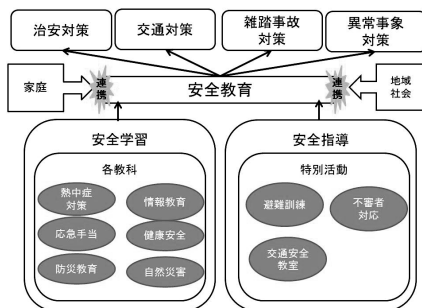 治安対策
交通対策
雑踏事故
対策
異常事象
対策
家庭
連携
安全教育
連携
地域
社会
安全学習
各教科
熱中症
対策
情報教育
応急手当
健康安全
防災教育
自然災害
安全指導
特別活動
避難訓練
不審者
対応
交通安全
教室